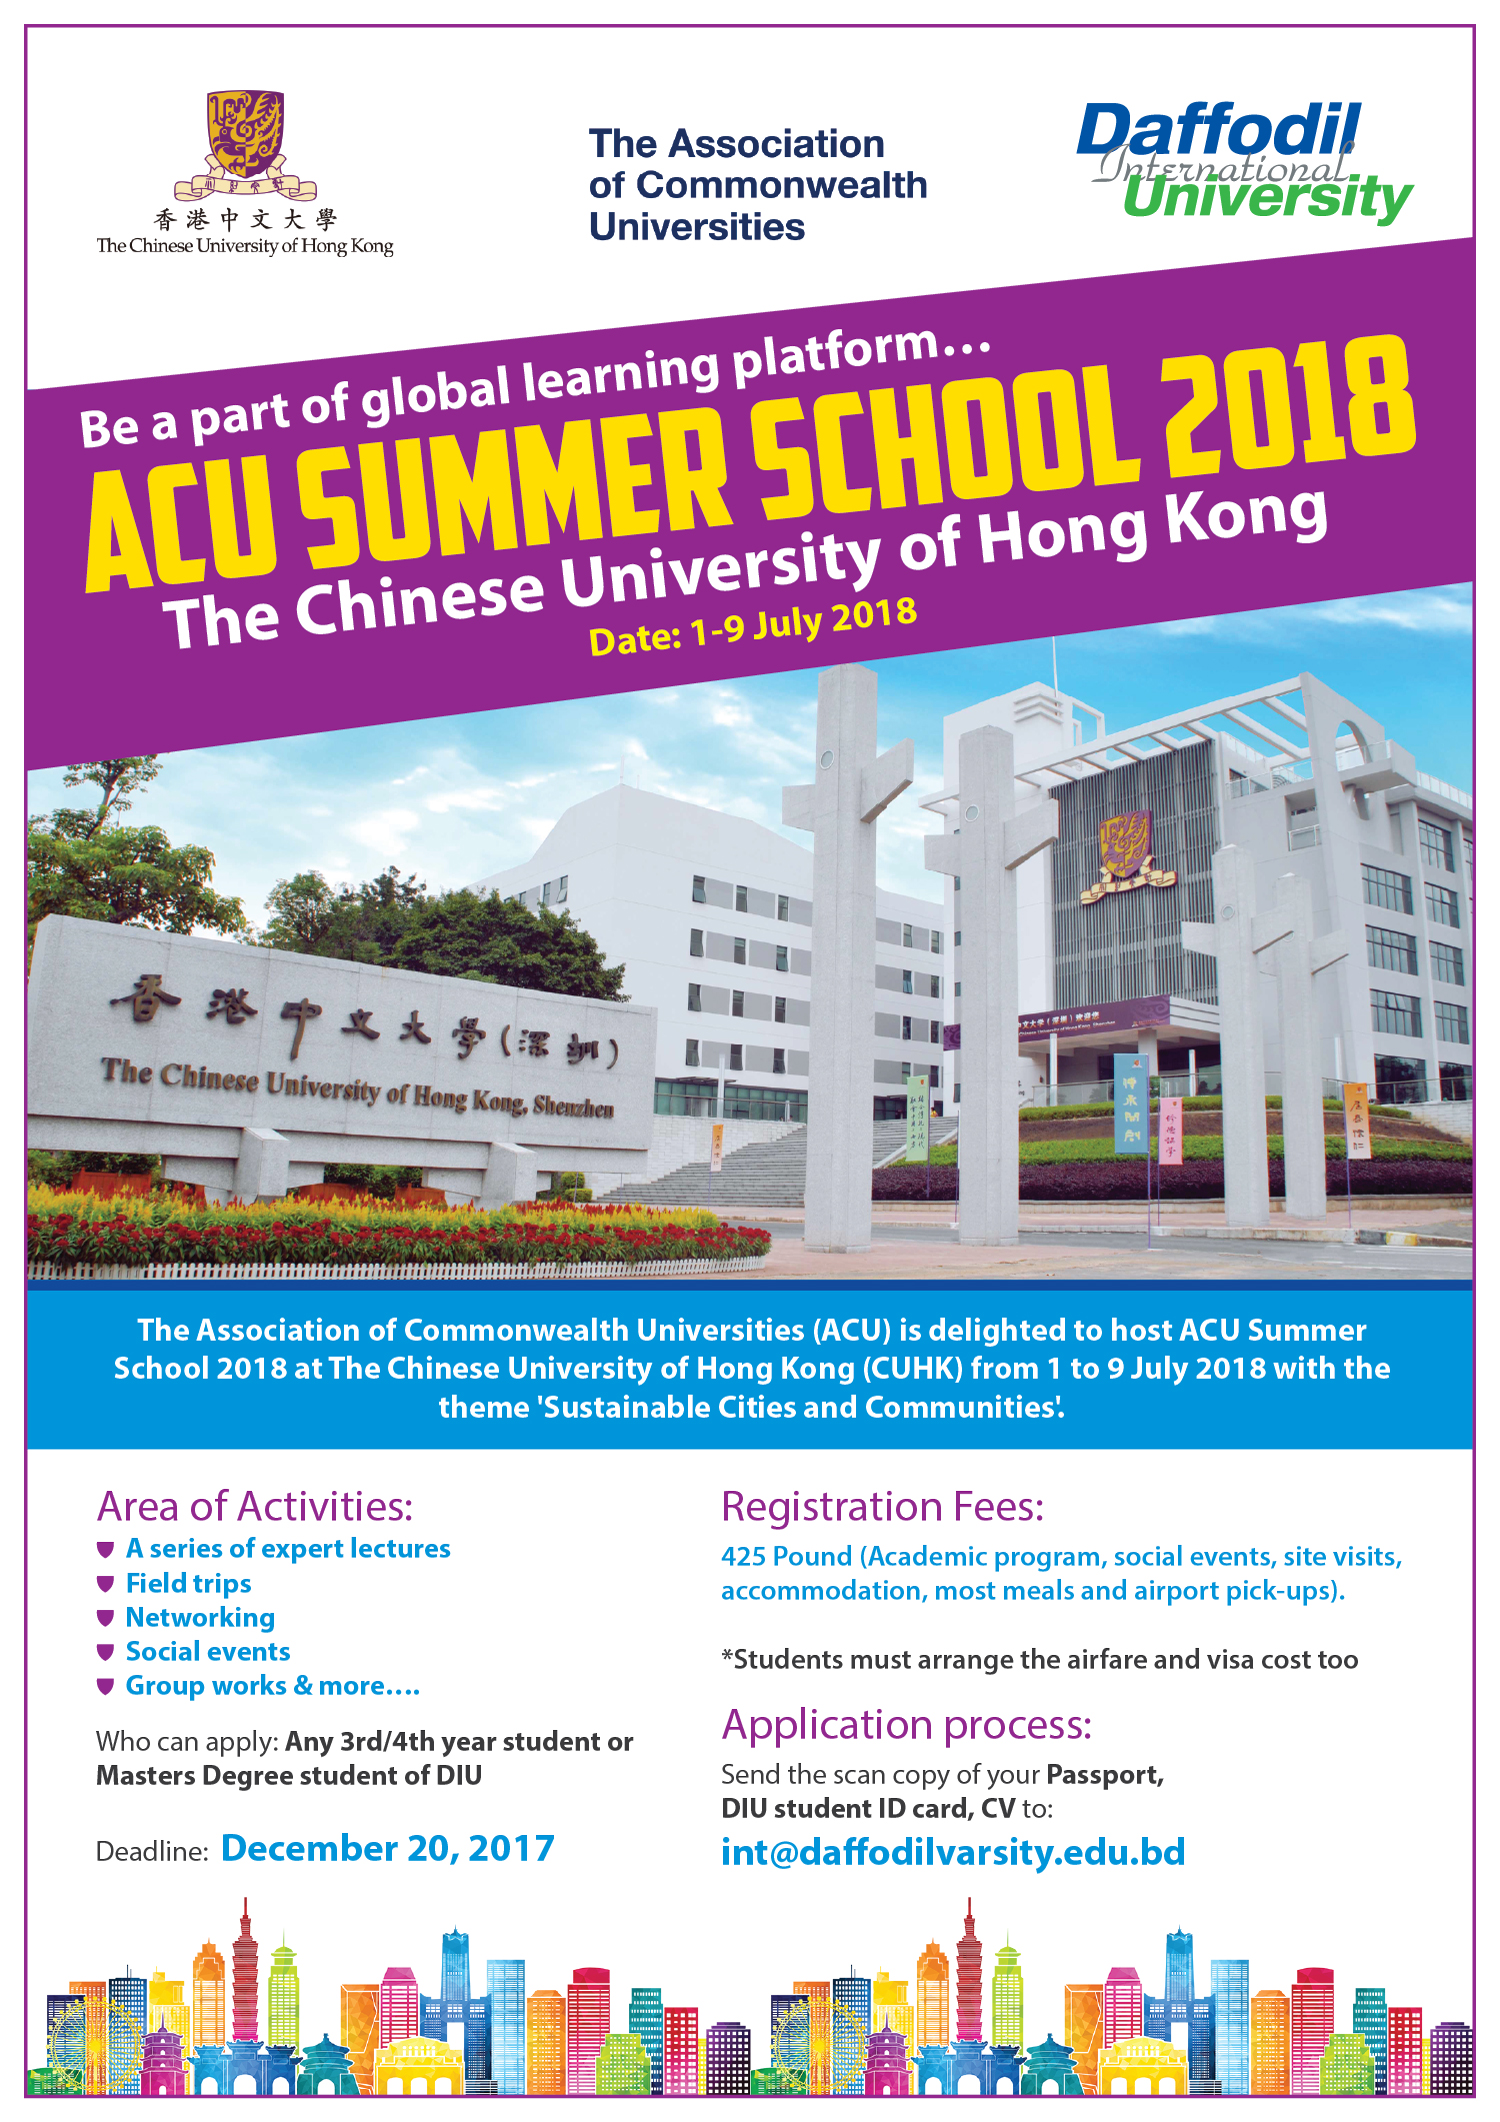 香港中文大學
The Chinese University of Hong Kong
The Association
of Commonwealth
Universities
Daffodil
International
University
Be a part of global learning platform...
ACU SUMMER SCHOOL 2018
The Chinese University of Hong Kong
Date: 1-9 July 2018
香港中文大學(深圳)
The Chinese University of Hong Kong, Shenzhen
The Association of Commonwealth Universities (ACU) is delighted to host ACU Summer
School 2018 at The Chinese University of Hong Kong (CUHK) from 1 to 9 July 2018 with the
theme 'Sustainable Cities and Communities'.
Area of Activities:
A series of expert lectures
Field trips
Networking
Social events
Group works & more....
Who can apply: Any 3rd/4th year student or
Masters Degree student of DIU
Deadline: December 20, 2017
Registration Fees:
425 Pound (Academic program, social events, site visits,
accommodation, most meals and airport pick-ups).
*Students must arrange the airfare and visa cost too
Application process:
Send the scan copy of your Passport,
DIU student ID card, CV to:
int@daffodilvarsity.edu.bd